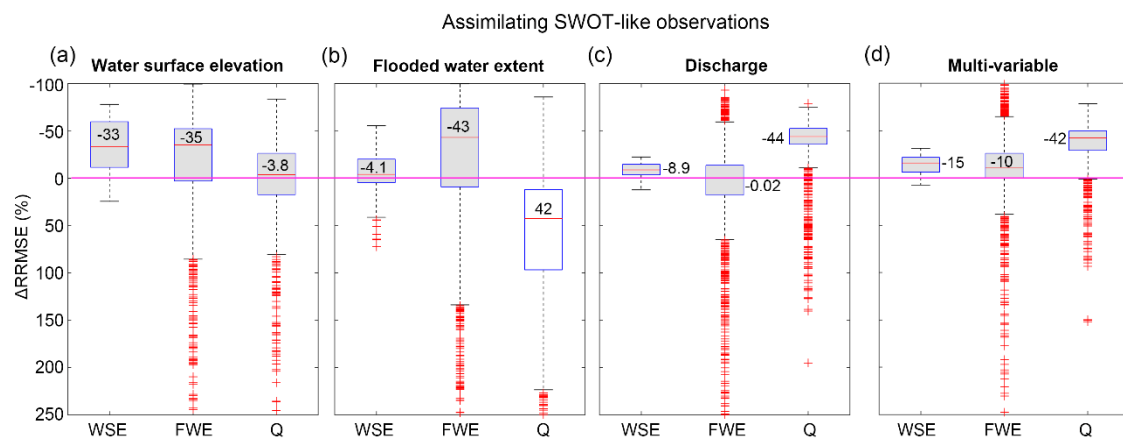 Assimilating SWOT-like observations
(a) Water surface elevation
(b) Flooded water extent
(c) Discharge
(d) Multi-variable
ΔRRMSE (%)
-100
-50
0
50
100
150
200
250
-33
-35
-3.8
-4.1
-43
42
-8.9
-0.02
-44
-15
-10
-42
WSE FWE Q
WSE FWE Q
WSE FWE Q
WSE FWE Q